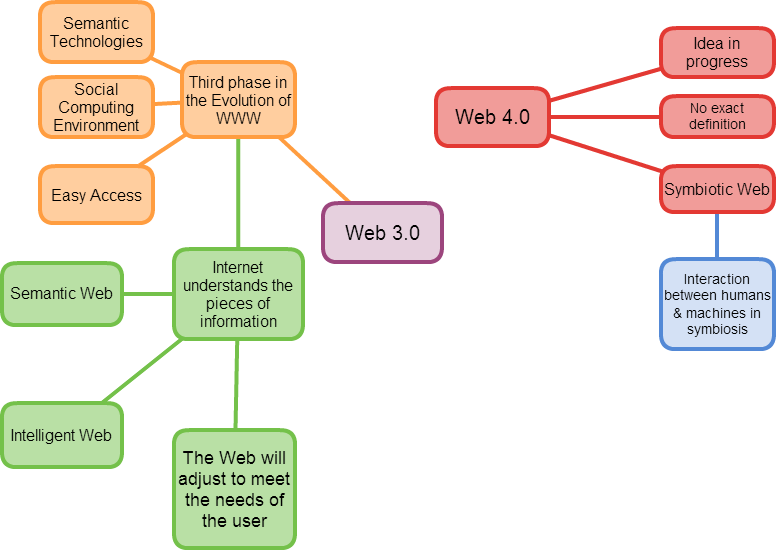 Semantic
Technologies
Social
Computing
Environment
Easy Access
Third phase in
the Evolution of
WWW
Web 3.0
Internet
understands the
pieces of
information
Semantic Web
Intelligent Web
The Web will
adjust to meet
the needs of
the user
Web 4.0
Idea in
progress
No exact
definition
Symbiotic Web
Interaction
between humans
& machines in
symbiosis